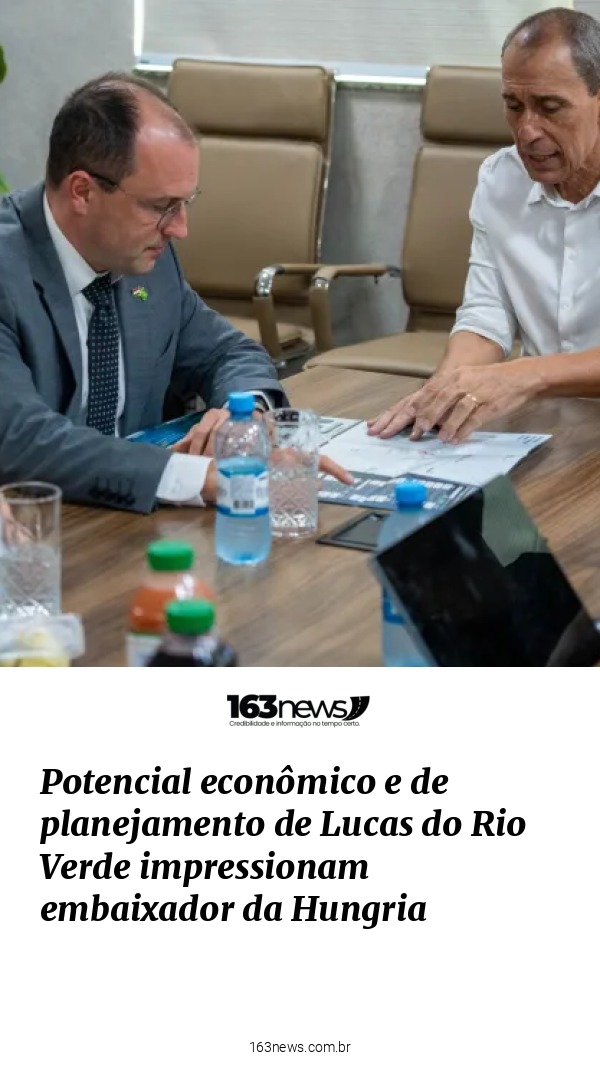 163news
Credibilidade e informação no tempo certo.
Potencial econômico e de
planejamento de Lucas do Rio
Verde impressionam
embaixador da Hungria
163news.com.br